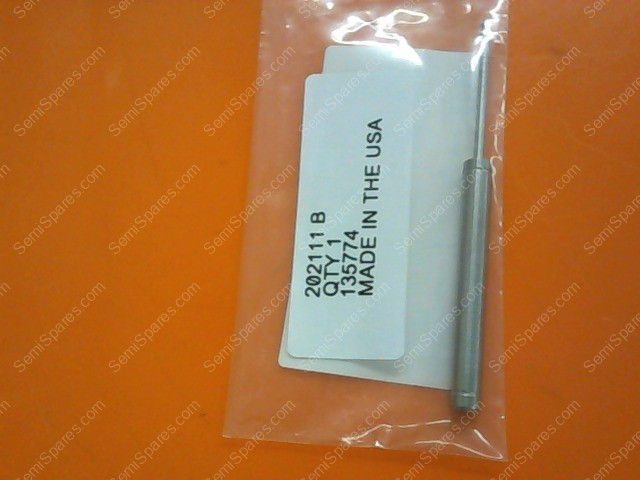 202111 B
QTY 1
135774
MADE IN THE USA
SemiSpares.com